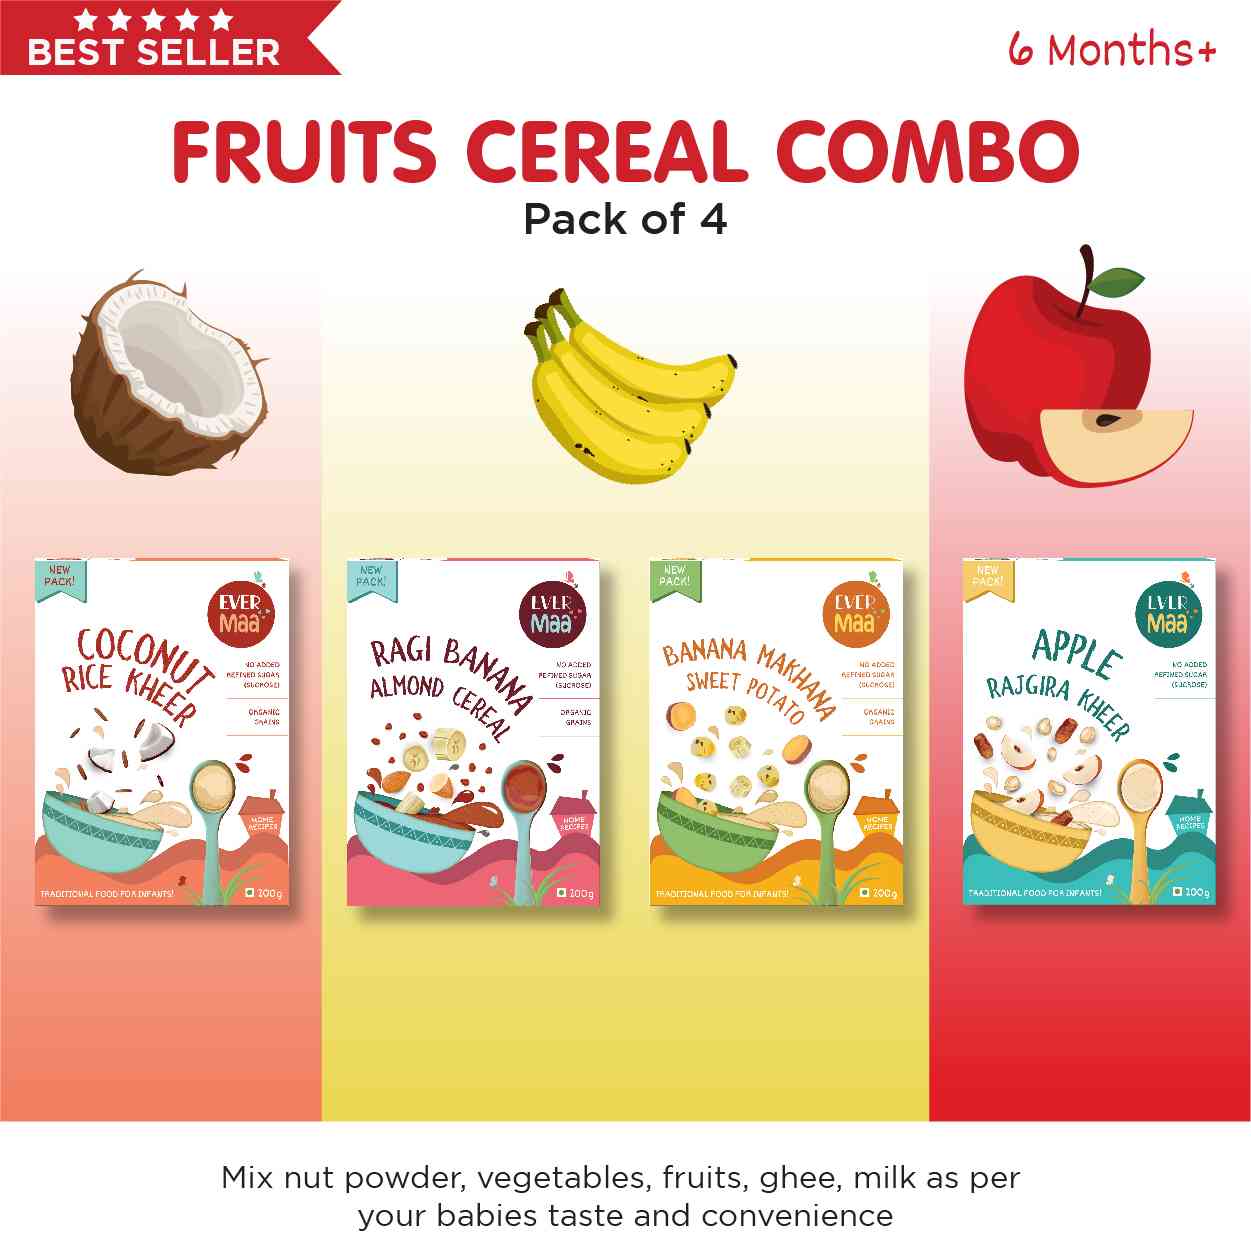 BEST SELLER
6 Months+
FRUITS CEREAL COMBO
Pack of 4
NEW
PACK!
EVER
Maa
COCONUT
RICE KHEER
NO ADDED
REFINED SUGAR
(SUCROSE)
ORGANIC
GRAINS
HOME
RECIPES
TRADITIONAL FOOD FOR INFANTS!
200g
NEW
PACK!
EVER
Maa
RAGI BANANA
ALMOND CEREAL
NO ADDED
REFINED SUGAR
(SUCROSE)
ORGANIC
GRAINS
HOME
RECIPES
200g
NEW
PACK!
EVER
Maa
BANANA MAKHANA
SWEET POTATO
NO ADDED
REFINED SUGAR
(SUCROSE)
ORGANIC
GRAINS
HOME
RECIPES
TRADITIONAL FOOD FOR INFANTS!
200g
NEW
PACK!
EVER
Maa
APPLE
RAJGIRA KHEER
NO ADDED
REFINED SUGAR
(SUCROSE)
HOME
RECIPES
TRADITIONAL FOOD FOR INFANTS!
200g
Mix nut powder, vegetables, fruits, ghee, milk as per
your babies taste and convenience